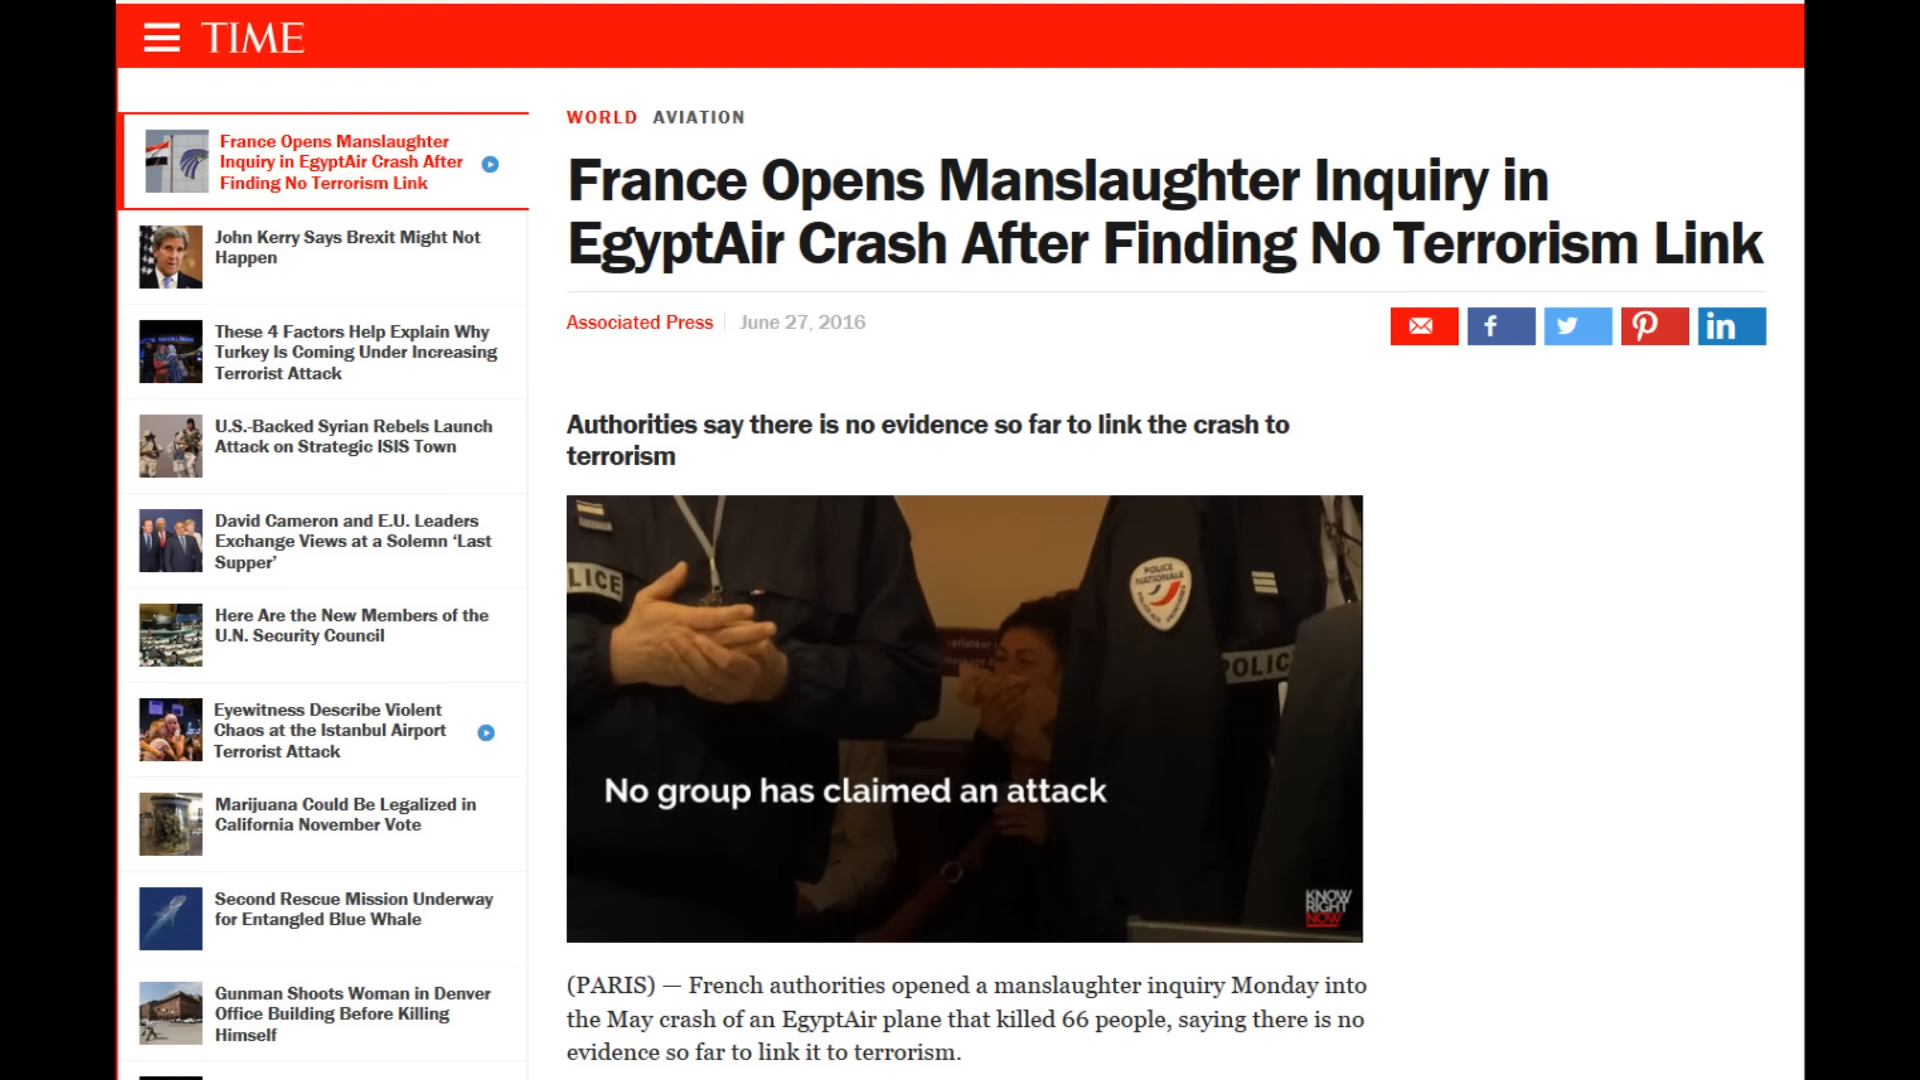 TIME
France Opens Manslaughter
Inquiry in EgyptAir Crash After
Finding No Terrorism Link
John Kerry Says Brexit Might Not
Happen
These 4 Factors Help Explain Why
Turkey Is Coming Under Increasing
Terrorist Attack
U.S.-Backed Syrian Rebels Launch
Attack on Strategic ISIS Town
David Cameron and E.U. Leaders
Exchange Views at a Solemn ‘Last
Supper’
Here Are the New Members of the
U.N. Security Council
Eyewitness Describe Violent
Chaos at the Istanbul Airport
Terrorist Attack
Marijuana Could Be Legalized in
California November Vote
Second Rescue Mission Underway
for Entangled Blue Whale
Gunman Shoots Woman in Denver
Office Building Before Killing
Himself
WORLD AVIATION
France Opens Manslaughter Inquiry in
EgyptAir Crash After Finding No Terrorism Link
Associated Press June 27, 2016
Authorities say there is no evidence so far to link the crash to
terrorism
LICE
POLICE
NATIONALE
POLIC
No group has claimed an attack
KNOW
RIGHT
NOW
(PARIS) — French authorities opened a manslaughter inquiry Monday into
the May crash of an EgyptAir plane that killed 66 people, saying there is no
evidence so far to link it to terrorism.